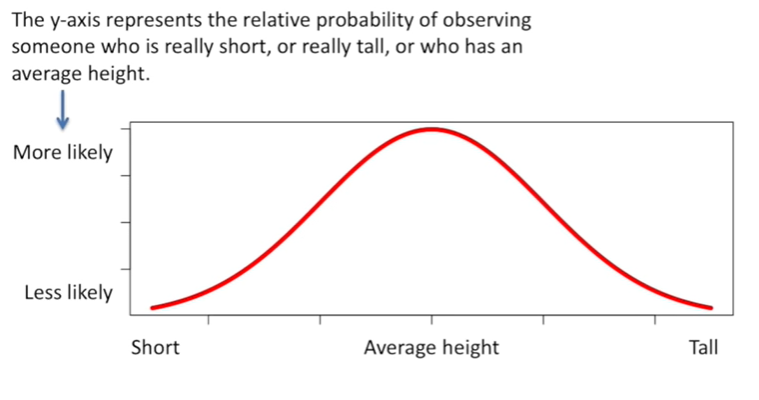 The y-axis represents the relative probability of observing
someone who is really short, or really tall, or who has an
average height.
More likely
Less likely
Short
Average height
Tall